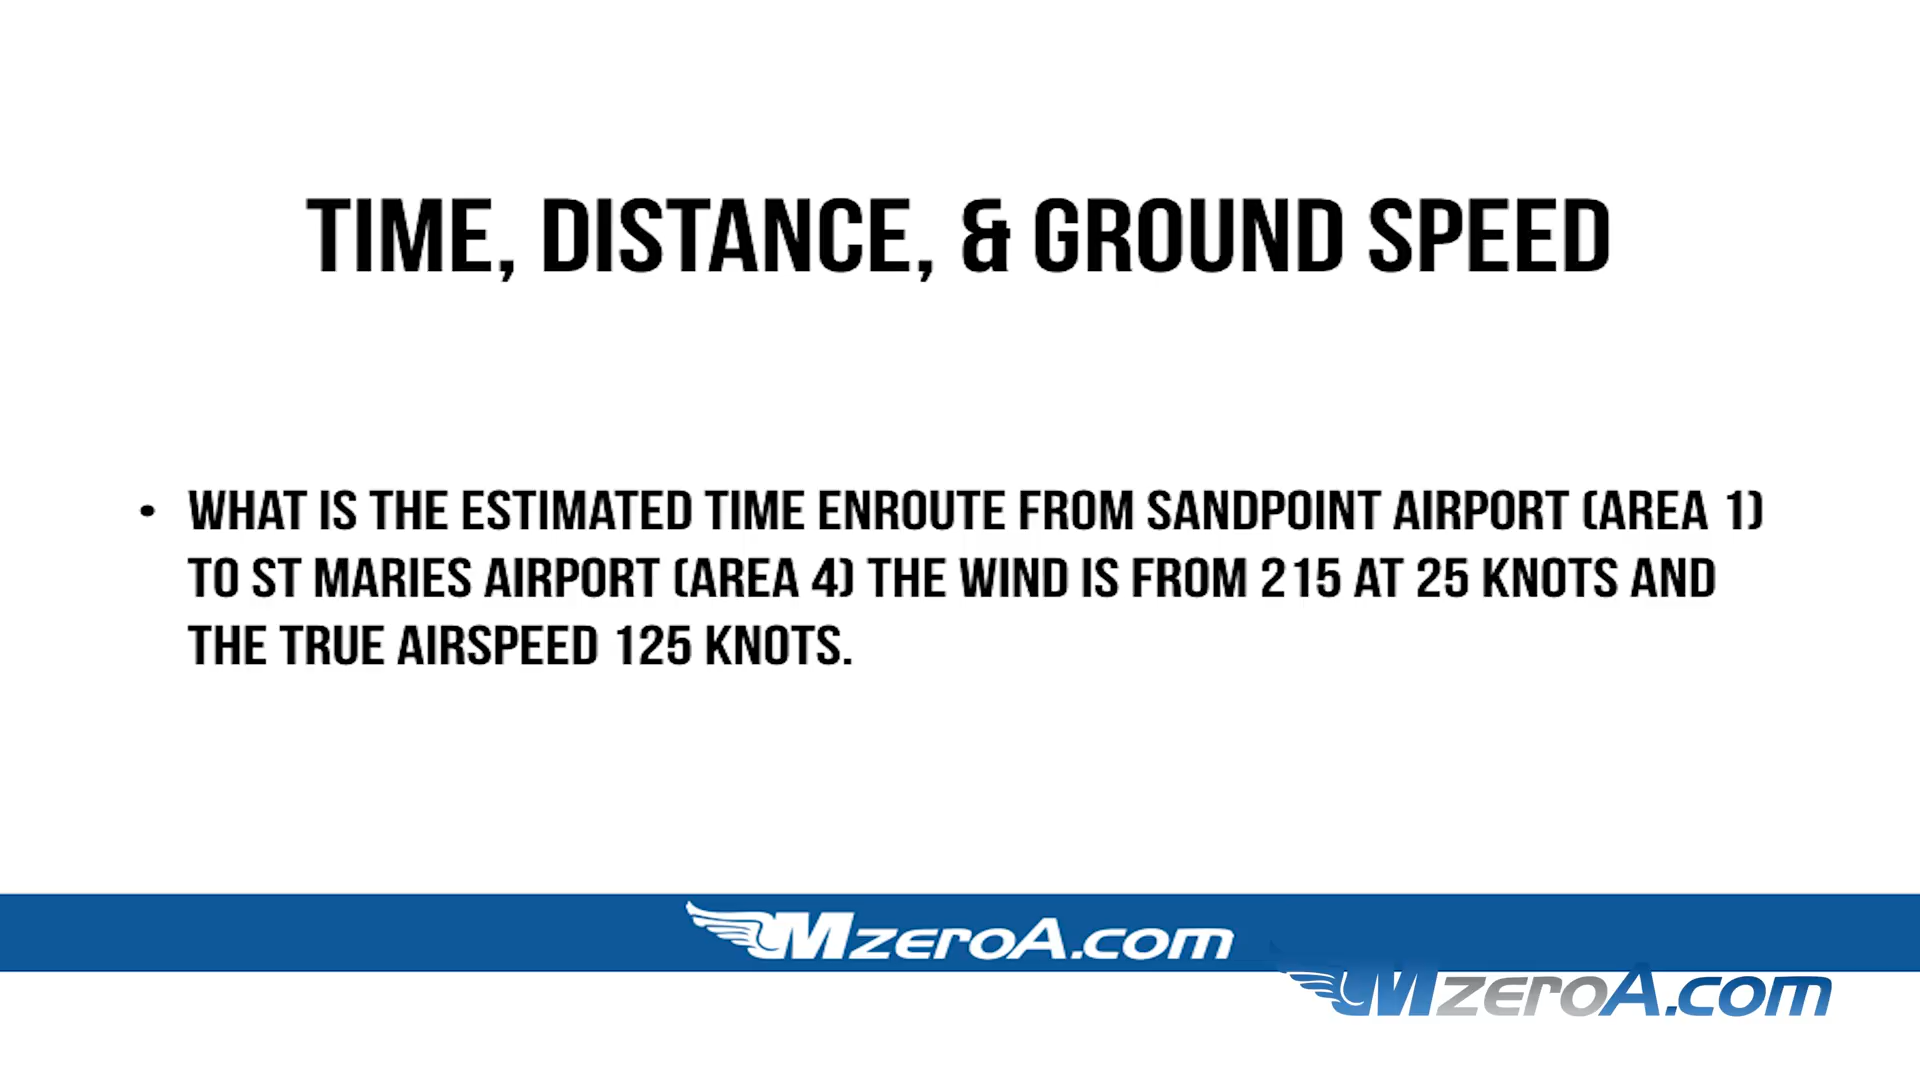 TIME, DISTANCE, & GROUND SPEED
• WHAT IS THE ESTIMATED TIME ENROUTE FROM SANDPOINT AIRPORT (AREA 1)
TO ST MARIES AIRPORT (AREA 4) THE WIND IS FROM 215 AT 25 KNOTS AND
THE TRUE AIRSPEED 125 KNOTS.
MzeroA.com
MzeroA.com